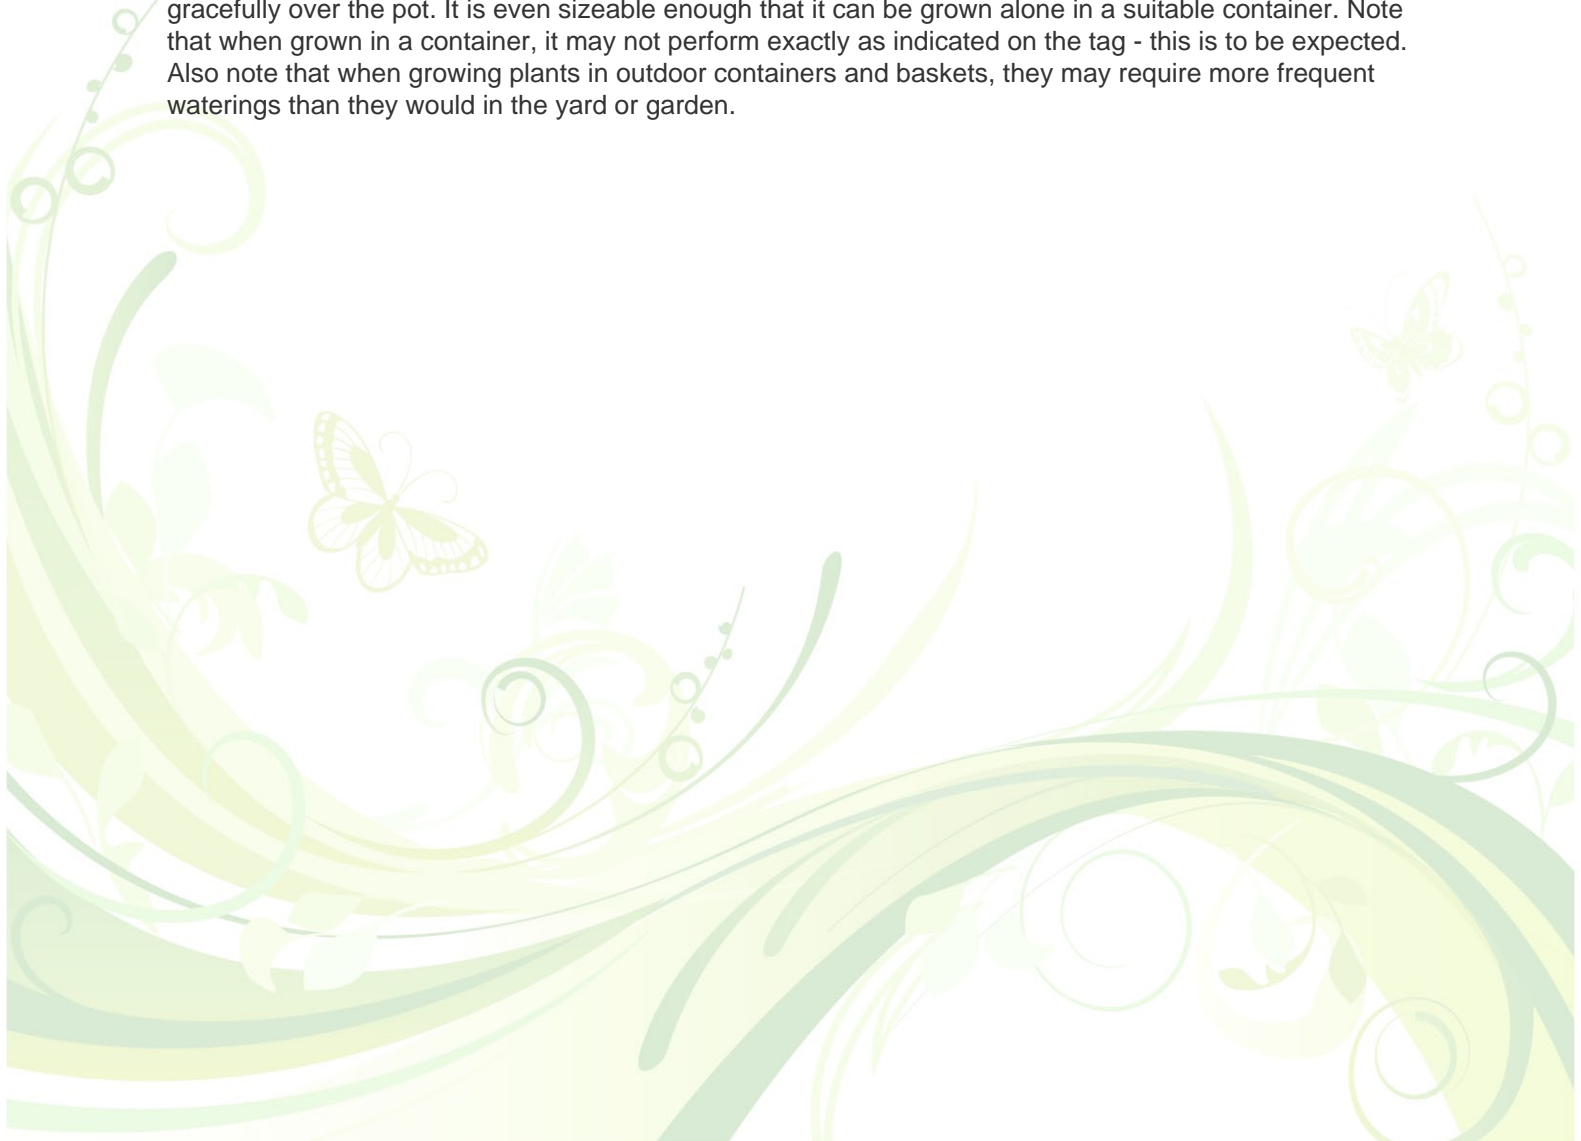 gracefully over the pot. It is even sizeable enough that it can be grown alone in a suitable container. Note
that when grown in a container, it may not perform exactly as indicated on the tag - this is to be expected.
Also note that when growing plants in outdoor containers and baskets, they may require more frequent
waterings than they would in the yard or garden.